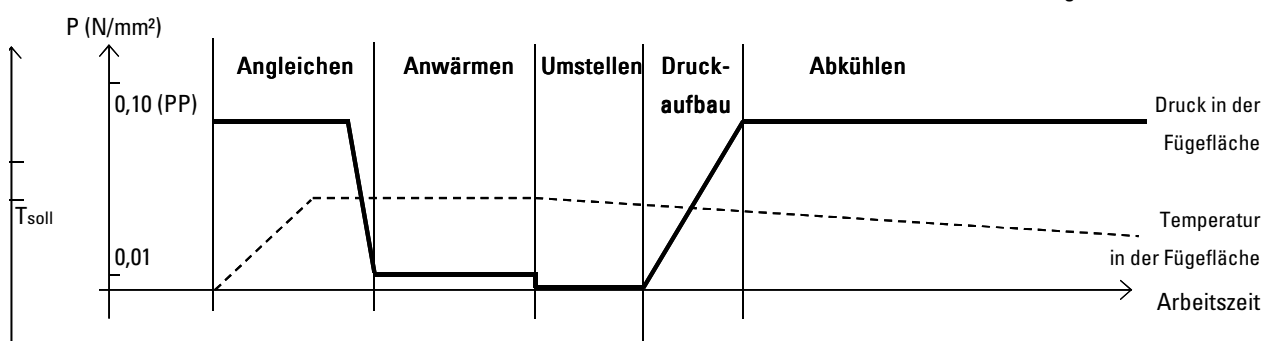 P (N/mm²)
Angleichen
Anwärmen
Umstellen
Druck-
aufbau
Abkühlen
0,10 (PP)
Druck in der
Fügefläche
Tsoll
Temperatur
in der Fügefläche
0,01
Arbeitszeit